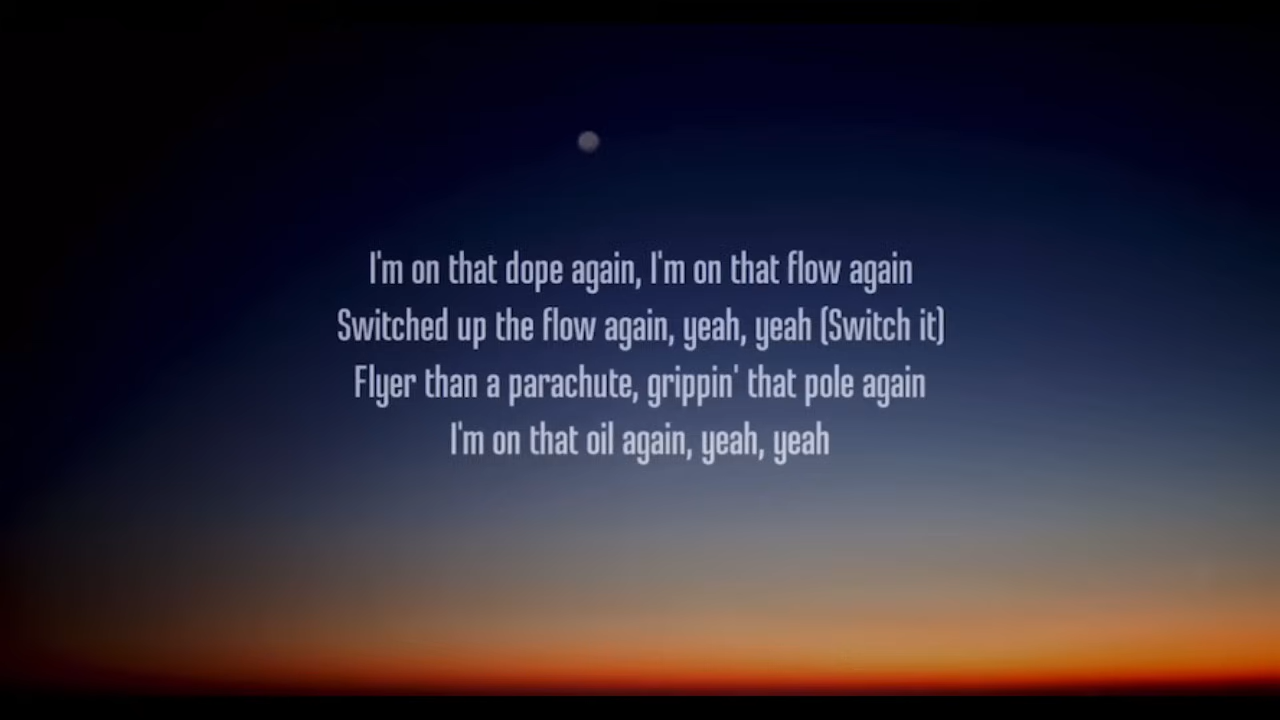 I'm on that dope again, I'm on that flow again
Switched up the flow again, yeah, yeah (Switch it)
Flyer than a parachute, grippin' that pole again
I'm on that oil again, yeah, yeah